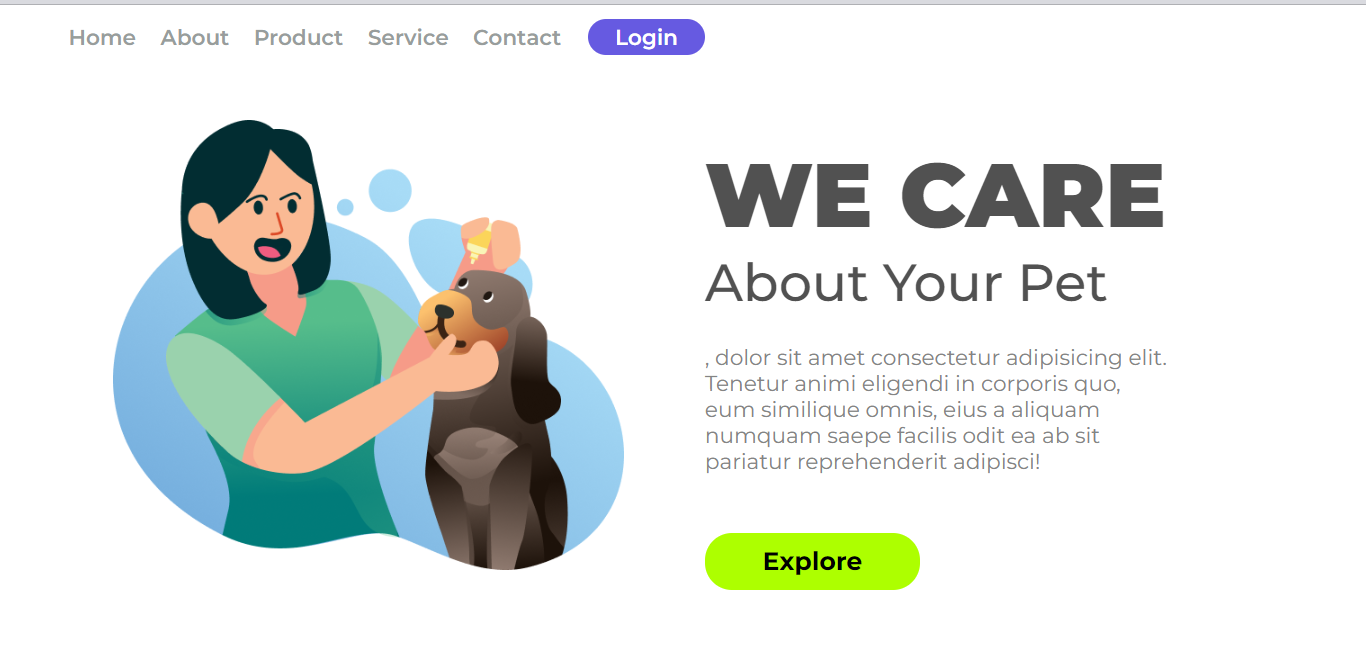 Home About Product Service Contact Login
WE CARE
About Your Pet
, dolor sit amet consectetur adipisicing elit.
Tenetur animi eligendi in corporis quo,
eum similique omnis, eius a aliquam
numquam saepe facilis odit ea ab sit
pariatur reprehenderit adipisci!
Explore